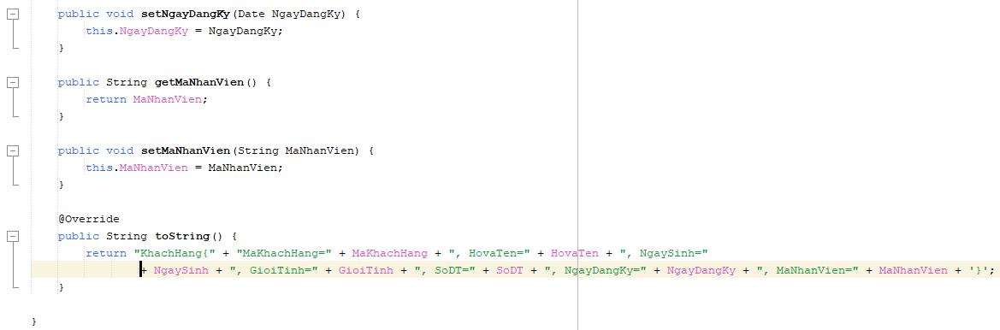 public void setNgayDangKy(Date NgayDangKy) {
this.NgayDangKy = NgayDangKy;
}
public String getMaNhanVien() {
return MaNhanVien;
}
public void setMaNhanVien(String MaNhanVien) {
this.MaNhanVien = MaNhanVien;
}
@Override
public String toString() {
return "KhachHang{" + "MaKhachHang=" + MaKhachHang + ", HovaTen=" + HovaTen + ", NgaySinh="
+ NgaySinh + ", GioiTinh=" + GioiTinh + ", SoDT=" + SoDT + ", NgayDangKy=" + NgayDangKy + ", MaNhanVien=" + MaNhanVien + '}';
}
}